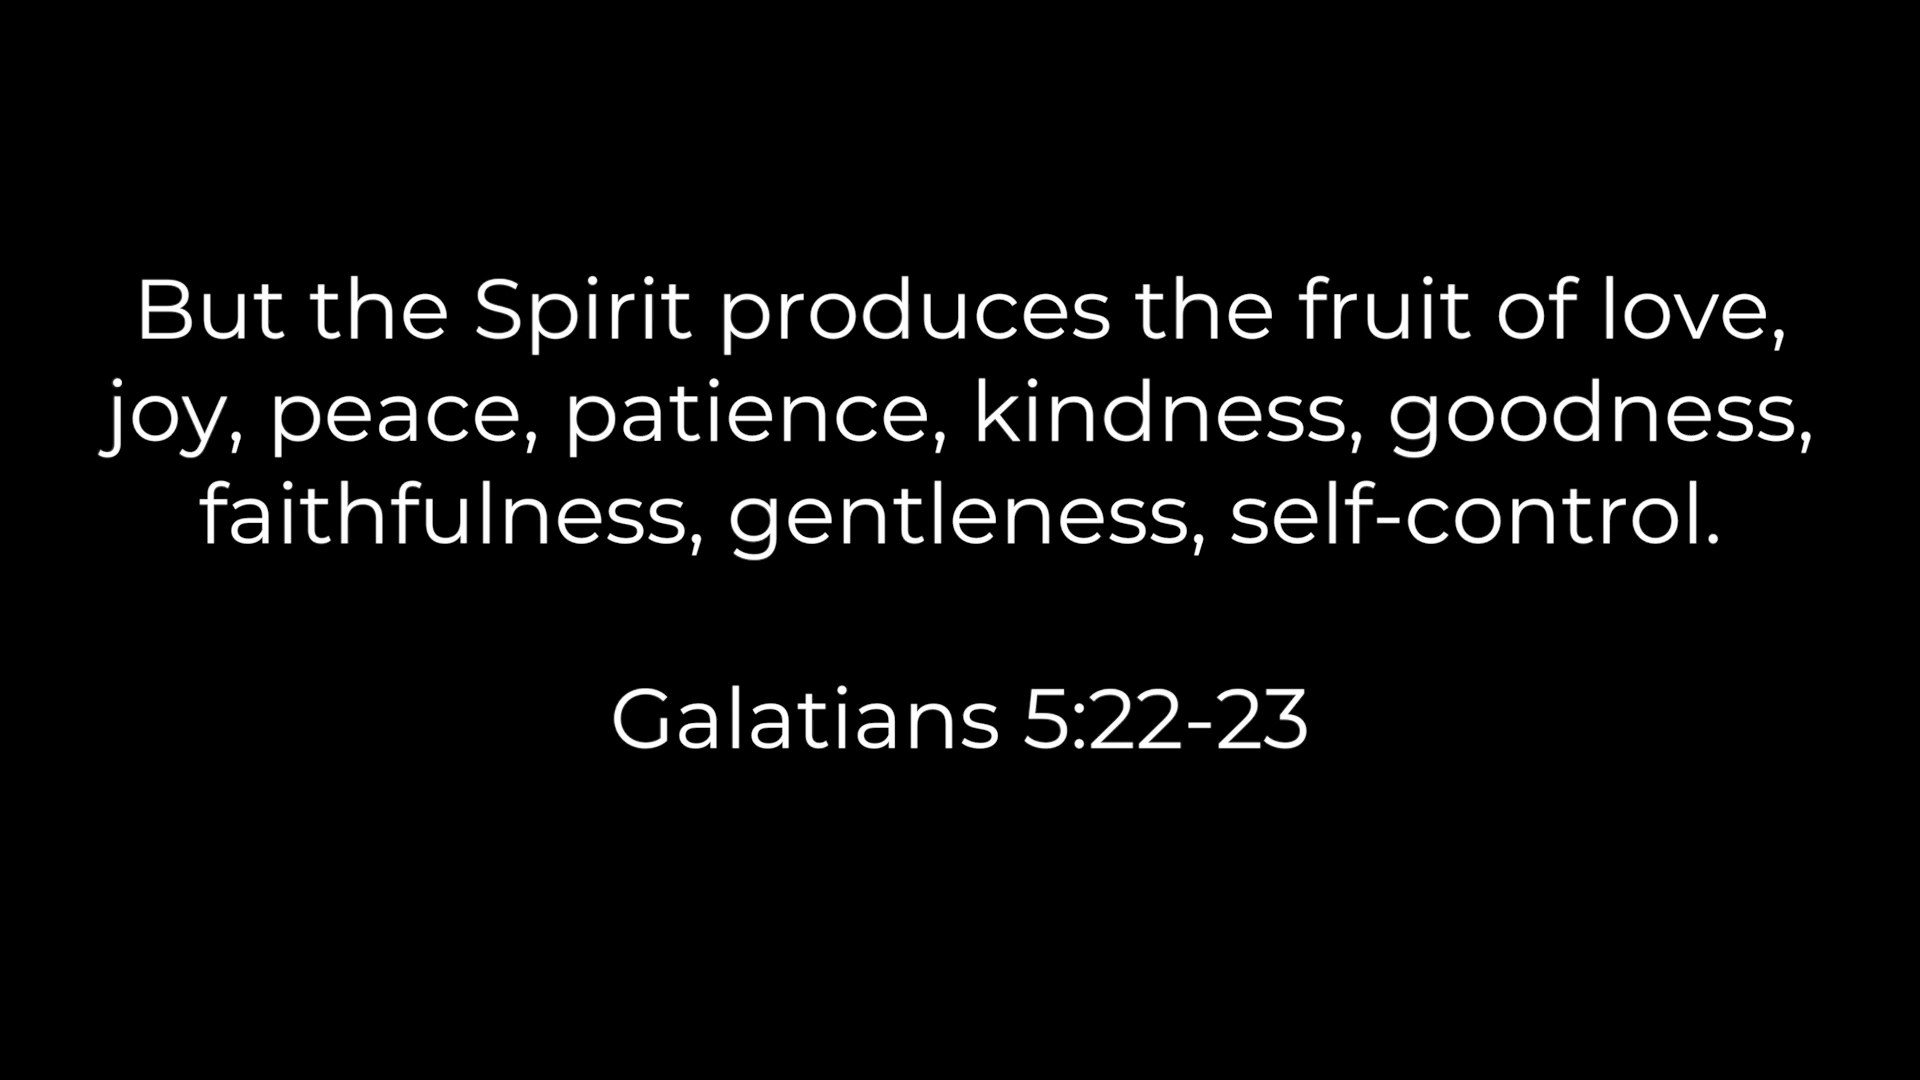 But the Spirit produces the fruit of love,
joy, peace, patience, kindness, goodness,
faithfulness, gentleness, self-control.
Galatians 5:22-23